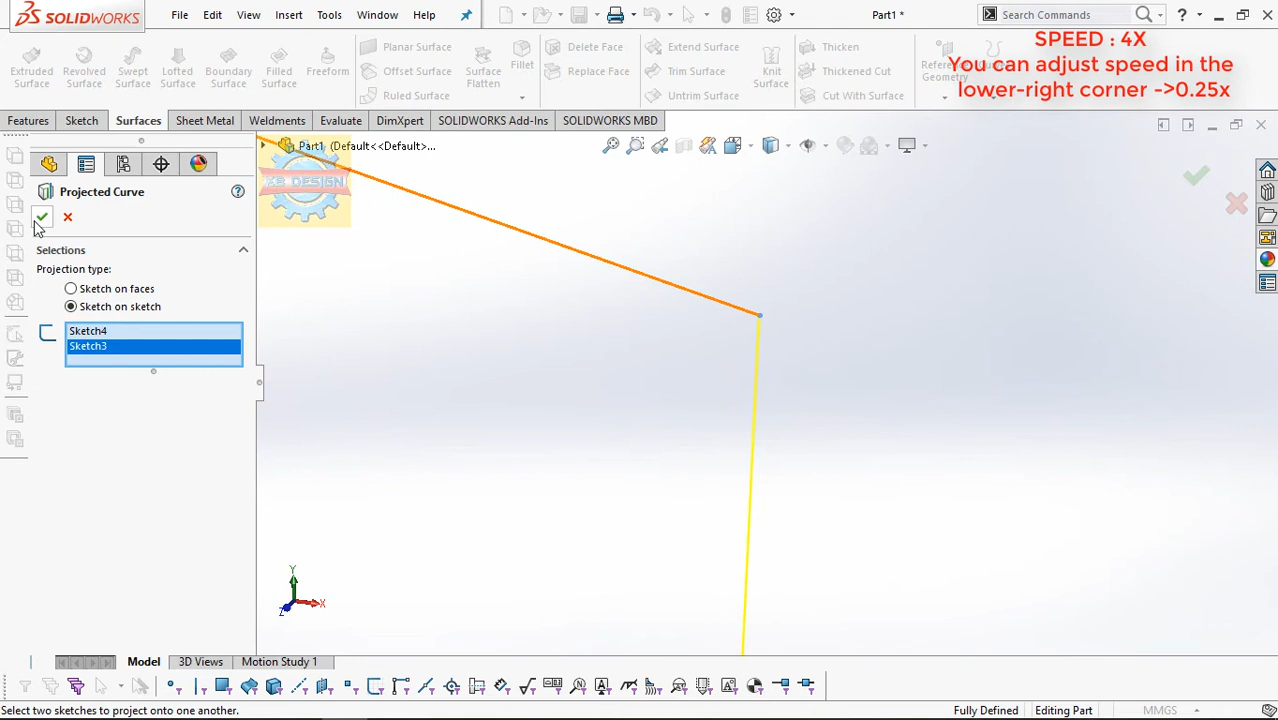 SOLIDWORKS File Edit View Insert Tools Window Help Part1 * Search Commands
SPEED : 4X
You can adjust speed in the
lower-right corner ->0.25x
Extruded Surface
Revolved Surface
Swept Surface
Lofted Surface
Boundary Surface
Filled Surface
Freeform
Planar Surface
Offset Surface
Ruled Surface
Surface Flatten
Fillet
Delete Face
Replace Face
Extend Surface
Trim Surface
Untrim Surface
Knit Surface
Thicken
Thickened Cut
Cut With Surface
Features Sketch Surfaces Sheet Metal Weldments Evaluate DimXpert SOLIDWORKS Add-Ins SOLIDWORKS MBD
Part1 (Default<<Default>...
Projected Curve
Selections
Projection type:
Sketch on faces
Sketch on sketch
Sketch4
Sketch3
Y
X
Z
Model 3D Views Motion Study 1
Select two sketches to project onto one another.
Fully Defined Editing Part MMGS